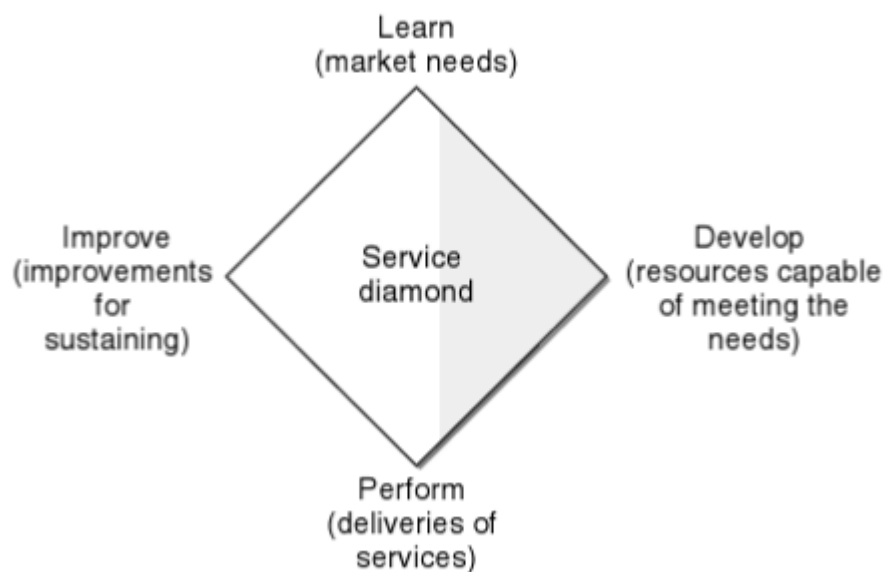 Learn
(market needs)
Improve
(improvements
for
sustaining)
Service
diamond
Develop
(resources capable
of meeting the
needs)
Perform
(deliveries of
services)